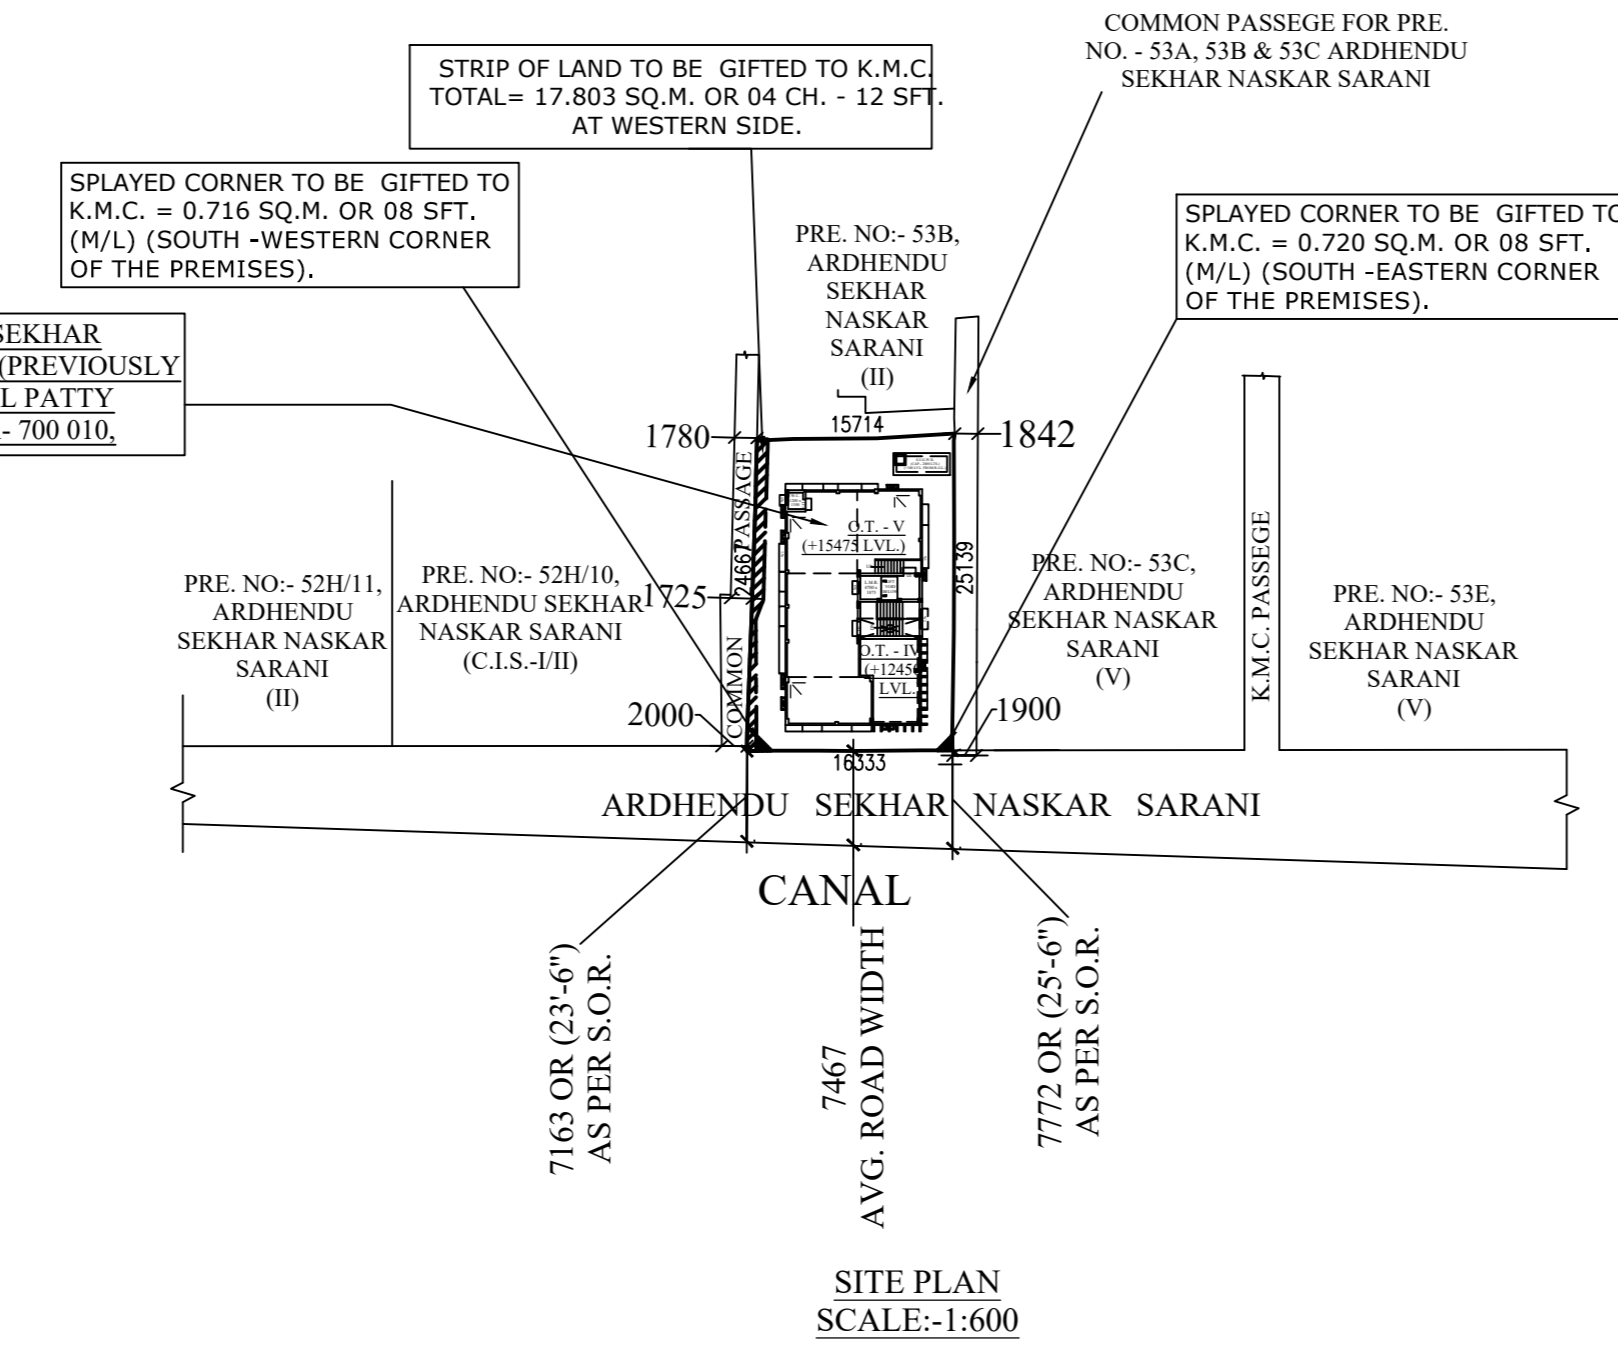 COMMON PASSEGE FOR PRE.
NO. - 53A, 53B & 53C ARDHENDU
SEKHAR NASKAR SARANI
STRIP OF LAND TO BE GIFTED TO K.M.C.
TOTAL= 17.803 SQ.M. OR 04 CH. - 12 SFT.
AT WESTERN SIDE.
SPLAYED CORNER TO BE GIFTED TO
K.M.C. = 0.716 SQ.M. OR 08 SFT.
(M/L) (SOUTH -WESTERN CORNER
OF THE PREMISES).
SPLAYED CORNER TO BE GIFTED TO
K.M.C. = 0.720 SQ.M. OR 08 SFT.
(M/L) (SOUTH -EASTERN CORNER
OF THE PREMISES).
PRE. NO:- 53B,
ARDHENDU
SEKHAR
NASKAR
SARANI
(II)
SEKHAR
(PREVIOUSLY
L PATTY
- 700 010,
1780
15714
1842
COMMON PASSAGE
24667
25139
1725
O.T. - V
(+15475 LVL.)
O.T. - IV
(+12450
LVL.
PRE. NO:- 52H/11,
ARDHENDU
SEKHAR NASKAR
SARANI
(II)
PRE. NO:- 52H/10,
ARDHENDU SEKHAR
NASKAR SARANI
(C.I.S.-I/II)
PRE. NO:- 53C,
ARDHENDU
SEKHAR NASKAR
SARANI
(V)
K.M.C. PASSEGE
PRE. NO:- 53E,
ARDHENDU
SEKHAR NASKAR
SARANI
(V)
2000
1900
16333
ARDHENDU SEKHAR NASKAR SARANI
CANAL
7163 OR (23'-6")
AS PER S.O.R.
7467
AVG. ROAD WIDTH
7772 OR (25'-6")
AS PER S.O.R.
SITE PLAN
SCALE:-1:600